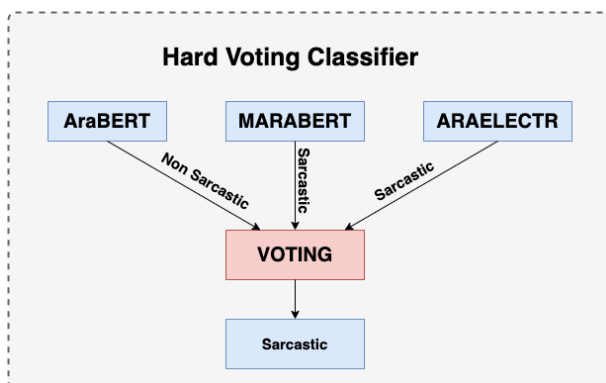 Hard Voting Classifier
AraBERT
MARABERT
ARAELECTR
Non Sarcastic
Sarcastic
Sarcastic
VOTING
Sarcastic